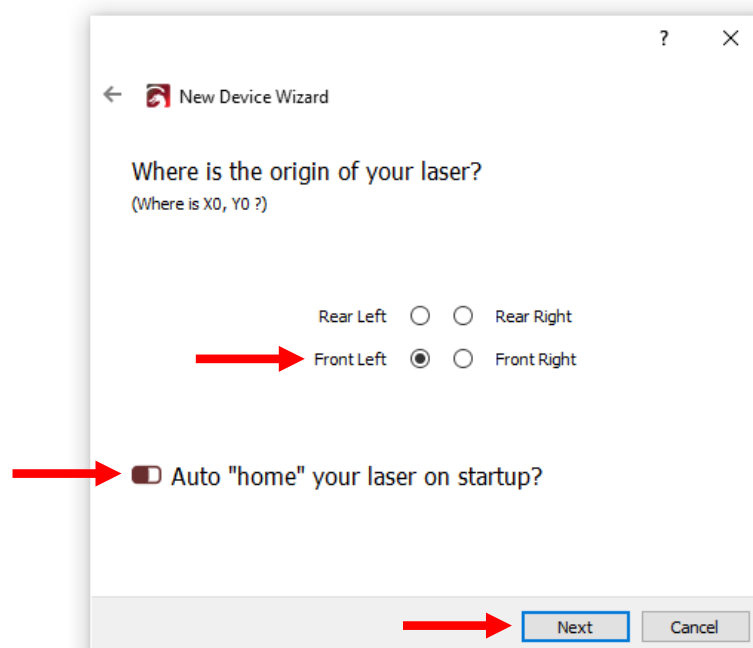 ?
New Device Wizard
Where is the origin of your laser?
(Where is X0, Y0 ?)
Rear Left Rear Right
Front Left Front Right
Auto "home" your laser on startup?
Next Cancel